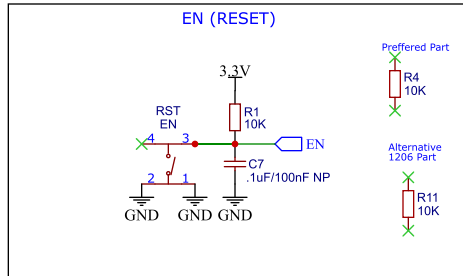 EN (RESET)
Preffered Part
R4
10K
3.3V
RST
EN
R1
10K
4
3
EN
C7
.1uF/100nF NP
2
1
GND
GND
GND
Alternative
1206 Part
R11
10K